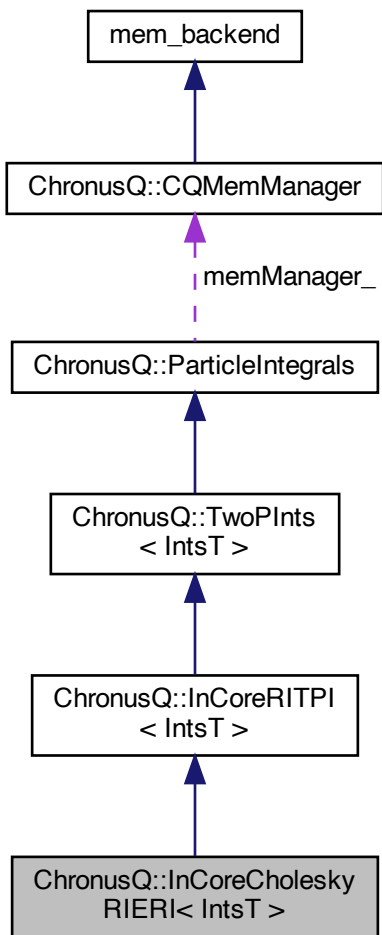 mem_backend
ChronusQ::CQMemManager
memManager_
ChronusQ::ParticleIntegrals
ChronusQ::TwoPInts
< IntsT >
ChronusQ::InCoreRITPI
< IntsT >
ChronusQ::InCoreCholesky
RIERI< IntsT >